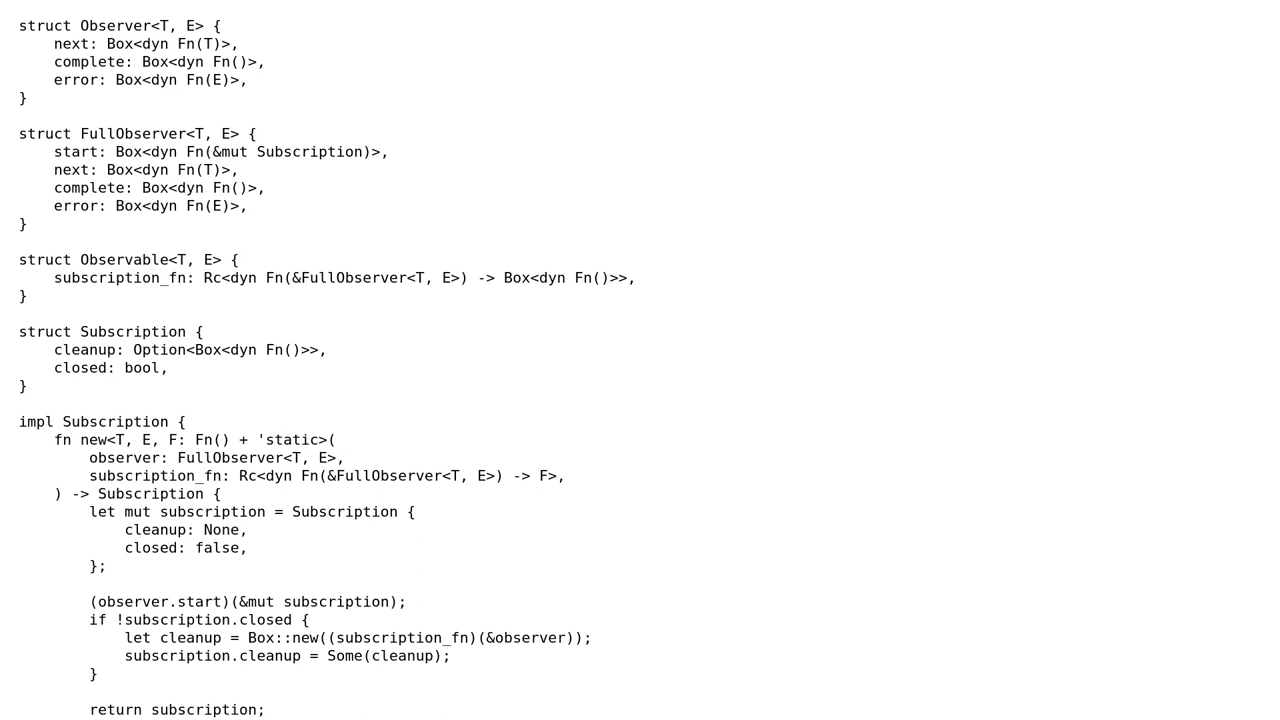 struct Observer<T, E> {
    next: Box<dyn Fn(T)>,
    complete: Box<dyn Fn()>,
    error: Box<dyn Fn(E)>,
}

struct FullObserver<T, E> {
    start: Box<dyn Fn(&mut Subscription)>,
    next: Box<dyn Fn(T)>,
    complete: Box<dyn Fn()>,
    error: Box<dyn Fn(E)>,
}

struct Observable<T, E> {
    subscription_fn: Rc<dyn Fn(&FullObserver<T, E>) -> Box<dyn Fn()>>,
}

struct Subscription {
    cleanup: Option<Box<dyn Fn()>>,
    closed: bool,
}

impl Subscription {
    fn new<T, E, F: Fn() + 'static>(
        observer: FullObserver<T, E>,
        subscription_fn: Rc<dyn Fn(&FullObserver<T, E>) -> F>,
    ) -> Subscription {
        let mut subscription = Subscription {
            cleanup: None,
            closed: false,
        };

        (observer.start)(&mut subscription);
        if !subscription.closed {
            let cleanup = Box::new((subscription_fn)(&observer));
            subscription.cleanup = Some(cleanup);
        }

        return subscription;